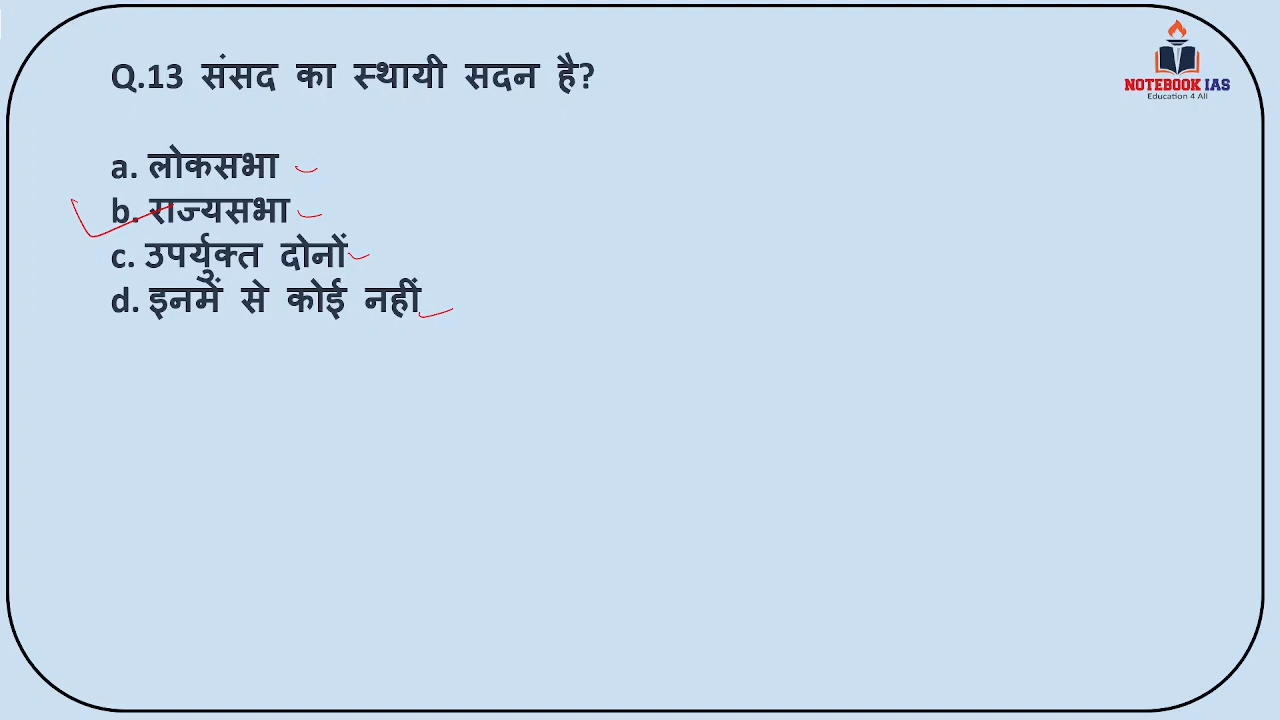 Q.13 संसद का स्थायी सदन है?
NOTEBOOK IAS
Education 4 All
a. लोकसभा
b. राज्यसभा
c. उपर्युक्त दोनों
d. इनमें से कोई नहीं